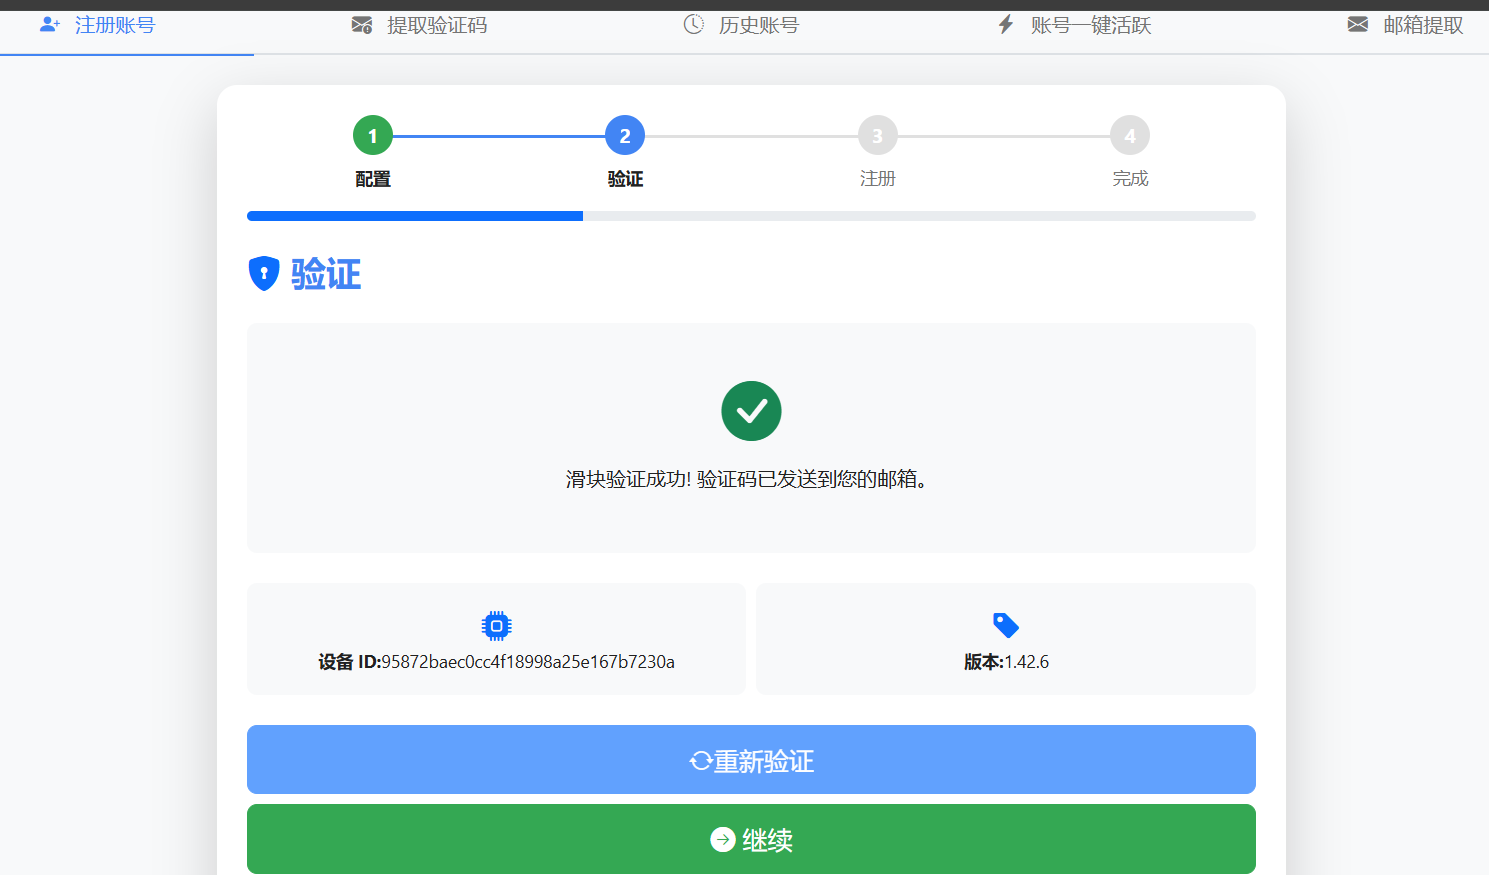 注册账号 提取验证码 历史账号 账号一键活跃 邮箱提取
1 2 3 4
配置 验证 注册 完成
验证
滑块验证成功! 验证码已发送到您的邮箱。
设备 ID:95872baec0cc4f18998a25e167b7230a
版本:1.42.6
重新验证
继续